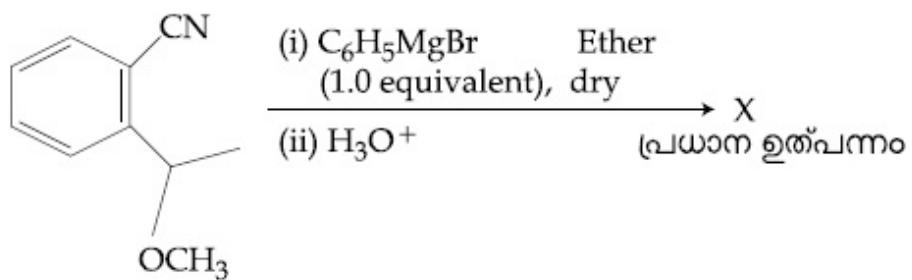 CN
(i) C₆H₅MgBr Ether
(1.0 equivalent), dry
(ii) H₃O⁺
X
പ്രധാന ഉത്പന്നം
OCH₃